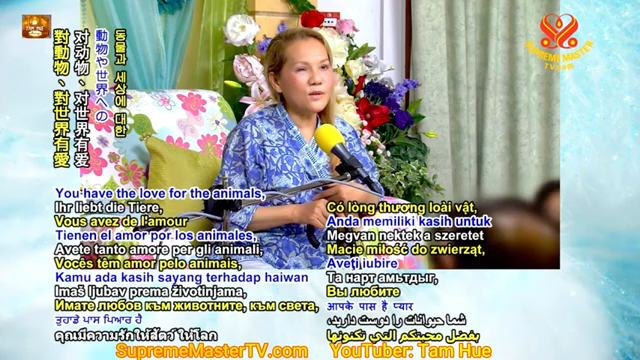 SUPREME MASTER
TV.com
동물과 세상에 대한
動物や世界への
对动物、对世界有爱
對動物、對世界有愛
You have the love for the animals,
Ihr liebt die Tiere,
Vous avez de l'amour
Tienen el amor por los animales,
Avete tanto amore per gli animali,
Vocês têm amor pelo animais,
Kamu ada kasih sayang terhadap haiwan
Imaš ljubav prema životinjama,
Имате любов към животните, към света,
ਤੁਹਾਡੇ ਪਾਸ ਪਿਆਰ ਹੈ
คุณมีความรักให้สัตว์ ให้โลก
Có lòng thương loài vật,
Anda memiliki kasih untuk
Megvan nektek a szeretet
Macie miłość do zwierząt,
Aveţi iubire
Та нарт амьтдыг,
Вы любите
आपके पास है प्यार
شما حیوانات را دوست دارید،
بفضل محبتكم التي تكنونها
SupremeMasterTV.com
YouTuber: Tam Hue